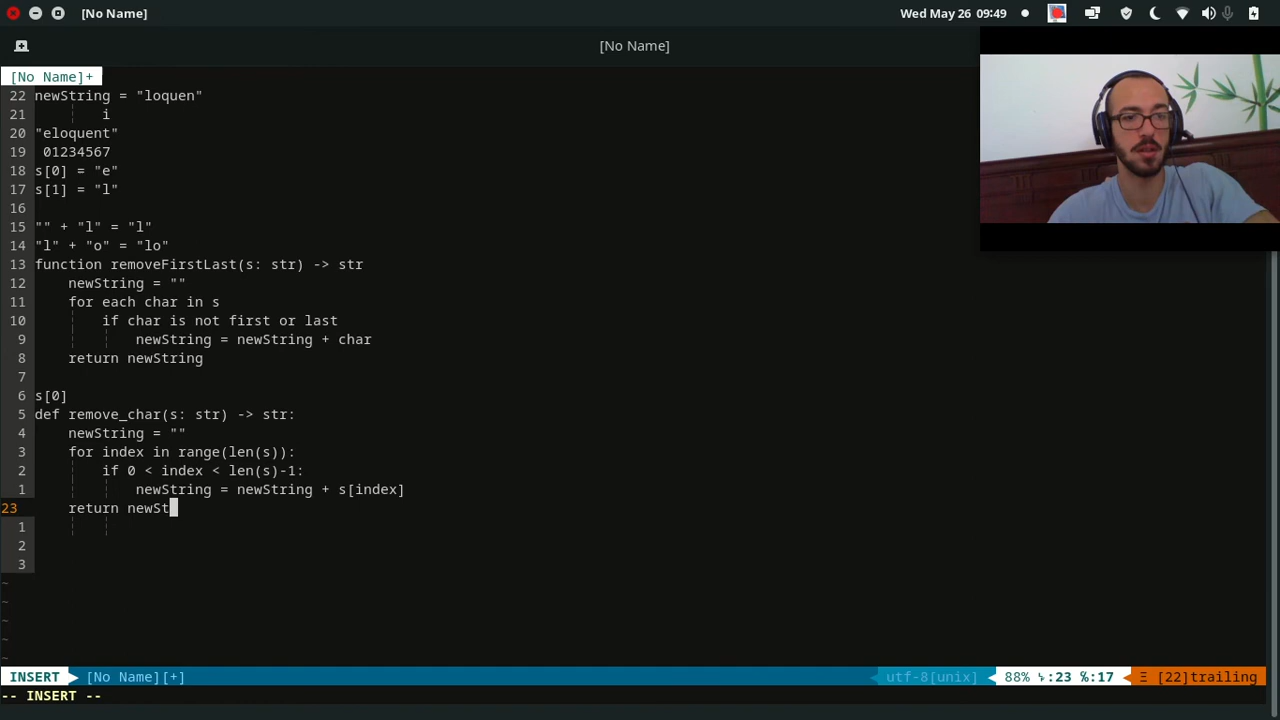 [No Name]
Wed May 26 09:49
[No Name]
[No Name]+
22 newString = "loquen"
21 i
20 "eloquent"
19 01234567
18 s[0] = "e"
17 s[1] = "l"
16
15 "" + "l" = "l"
14 "l" + "o" = "lo"
13 function removeFirstLast(s: str) -> str
12 newString = ""
11 for each char in s
10 if char is not first or last
9 newString = newString + char
8 return newString
7
6 s[0]
5 def remove_char(s: str) -> str:
4 newString = ""
3 for index in range(len(s)):
2 if 0 < index < len(s)-1:
1 newString = newString + s[index]
23 return newSt
1
2
3
~
~
~
~
~
INSERT [No Name][+] utf-8[unix] 88% ␤:23 %:17 Ξ [22]trailing
-- INSERT --